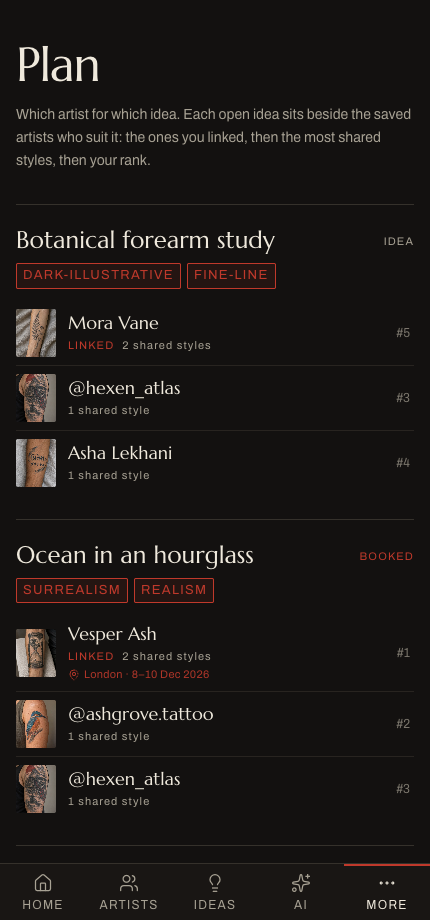 Plan
Which artist for which idea. Each open idea sits beside the saved
artists who suit it: the ones you linked, then the most shared
styles, then your rank.
Botanical forearm study
IDEA
DARK-ILLUSTRATIVE
FINE-LINE
Mora Vane
LINKED 2 shared styles
#5
@hexen_atlas
1 shared style
#3
Asha Lekhani
1 shared style
#4
Ocean in an hourglass
BOOKED
SURREALISM
REALISM
Vesper Ash
LINKED 2 shared styles
London · 8–10 Dec 2026
#1
@ashgrove.tattoo
1 shared style
#2
@hexen_atlas
1 shared style
#3
HOME
ARTISTS
IDEAS
AI
MORE